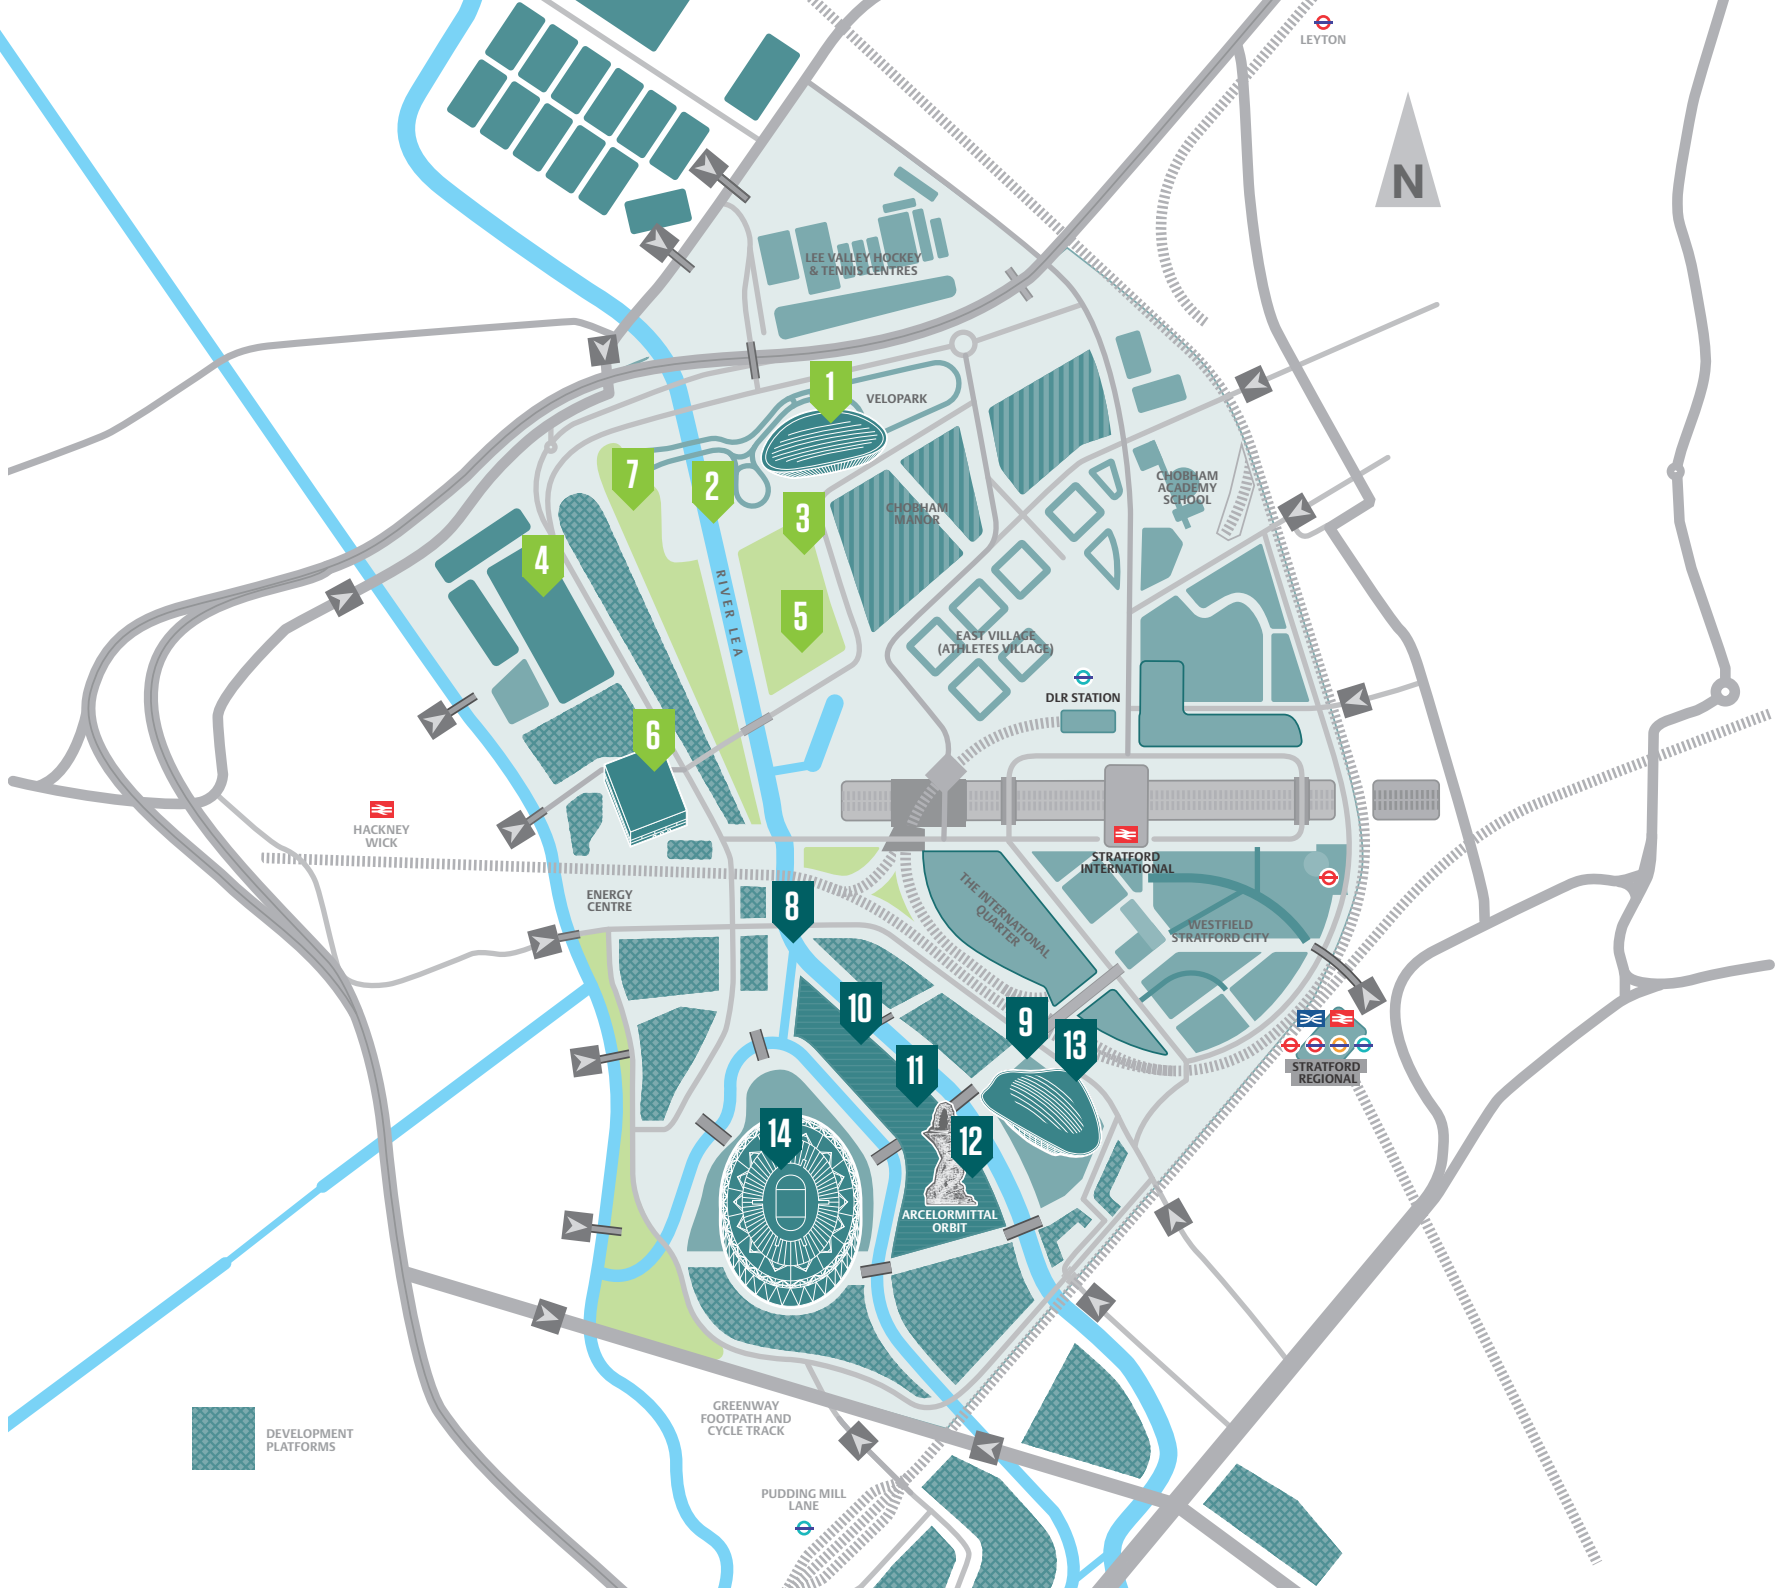 LEYTON
N
LEE VALLEY HOCKEY
& TENNIS CENTRES
1
VELOPARK
7
2
3
CHOBHAM
ACADEMY
SCHOOL
CHOBHAM
MANOR
4
RIVER LEA
5
EAST VILLAGE
(ATHLETES VILLAGE)
DLR STATION
6
HACKNEY
WICK
STRATFORD
INTERNATIONAL
ENERGY
CENTRE
8
THE INTERNATIONAL
QUARTER
WESTFIELD
STRATFORD CITY
10
9
13
11
STRATFORD
REGIONAL
14
12
ARCELORMITTAL
ORBIT
GREENWAY
FOOTPATH AND
CYCLE TRACK
DEVELOPMENT
PLATFORMS
PUDDING MILL
LANE